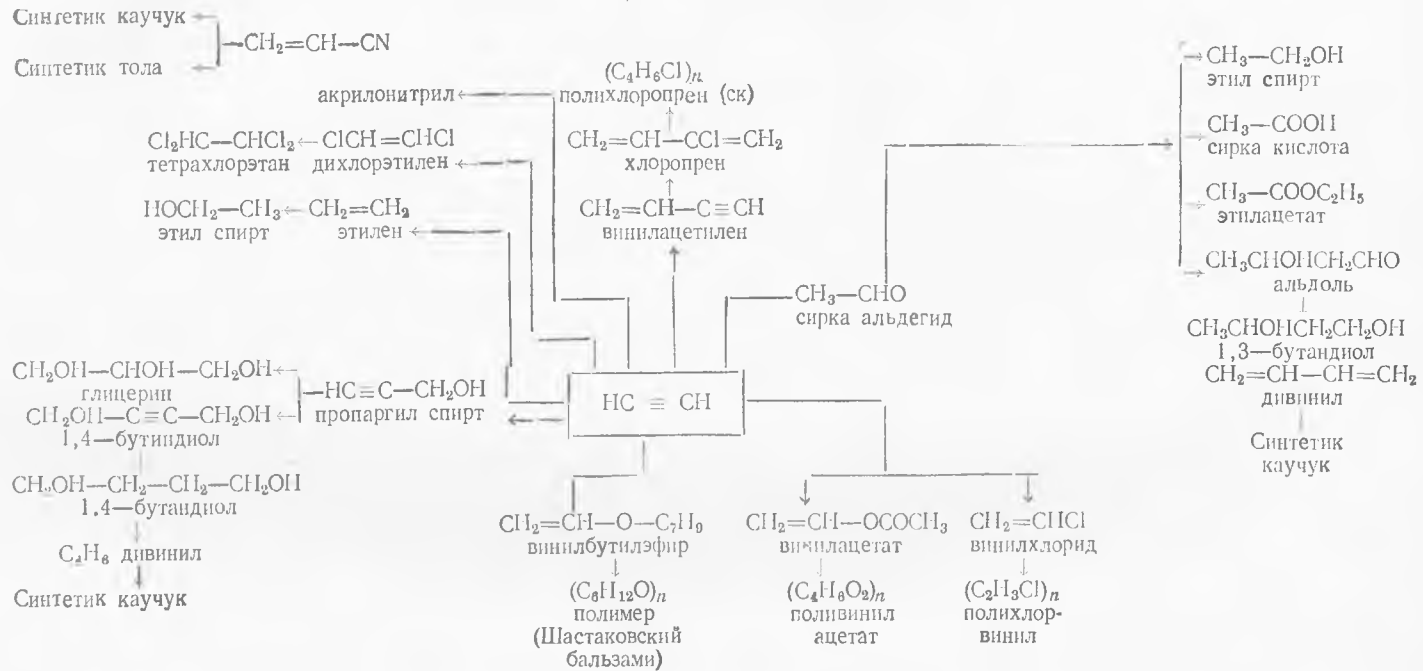 Синтетик каучук
CH₂=CH—CN
Синтетик тола
(C₄H₆Cl)ₙ
полихлоропрен (ск)
акрилонитрил
Cl₂HC—CHCl₂ ← ClCH=CHCl
тетрахлорэтан дихлорэтилен
CH₂=CH—CCl=CH₂
хлоропрен
HOCH₂—CH₃ ← CH₂=CH₂
этил спирт этилен
CH₂=CH—C≡CH
винилацетилен
CH₃—CH₂OH
этил спирт
CH₃—COOH
сирка кислота
CH₃—COOC₂H₅
этилацетат
CH₃CHOHCH₂CHO
альдоль
CH₃CHOHCH₂CH₂OH
1,3—бутандиол
CH₂=CH—CH=CH₂
дивинил
Синтетик
каучук
CH₃—CHO
сирка альдегид
CH₂OH—CHOH—CH₂OH
глицерин
HC≡C—CH₂OH
пропаргил спирт
CH₂OH—C≡C—CH₂OH
1,4—бутиндиол
HC ≡ CH
CH₂OH—CH₂—CH₂—CH₂OH
1,4—бутандиол
C₄H₆ дивинил
Синтетик каучук
CH₂=CH—O—C₇H₉
винилбутилэфир
(C₆H₁₂O)ₙ
полимер
(Шастаковский
бальзами)
CH₂=CH—OCOCH₃
винилацетат
(C₄H₆O₂)ₙ
поливинил
ацетат
CH₂=CHCl
винилхлорид
(C₂H₃Cl)ₙ
полихлор-
винил